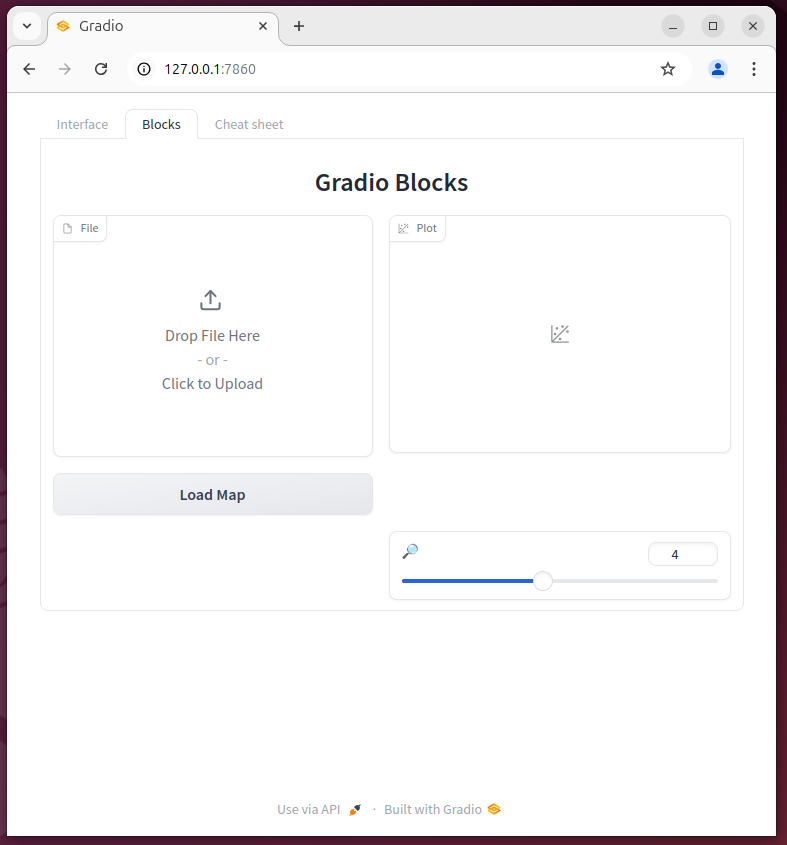 Gradio
127.0.0.1:7860
Interface
Blocks
Cheat sheet
Gradio Blocks
File
Drop File Here
- or -
Click to Upload
Load Map
Plot
4
Use via API · Built with Gradio